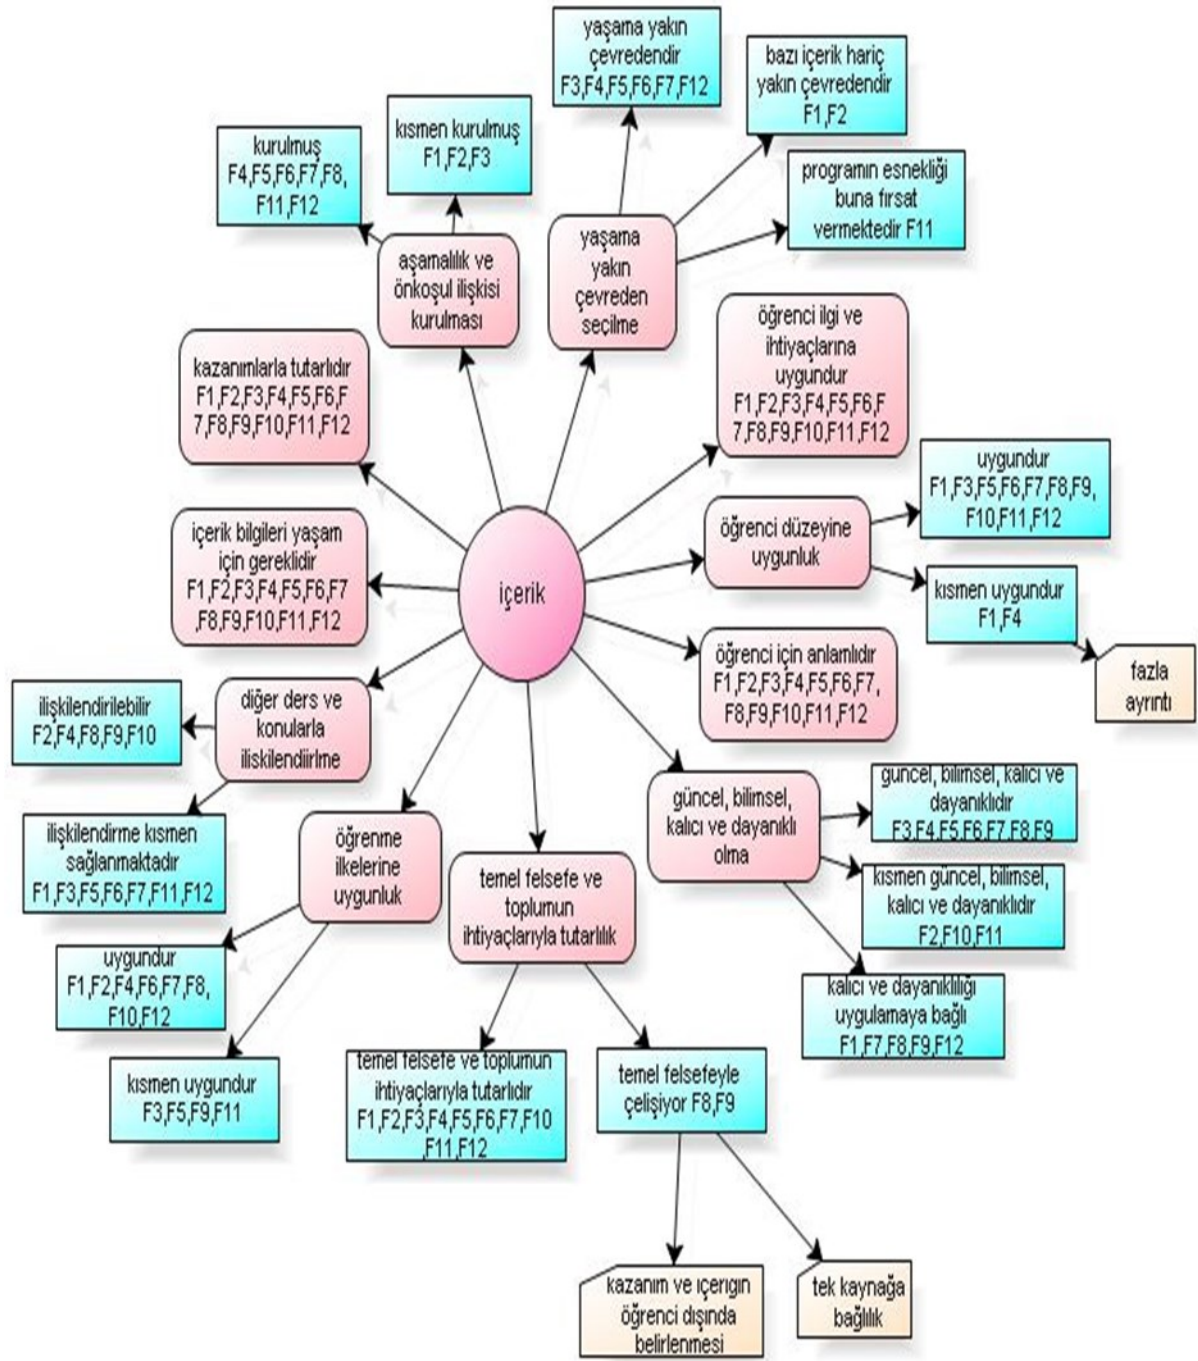 yaşama yakın
çevredendir
F3,F4,F5,F6,F7,F12
bazı içerik hariç
yakın çevredendir
F1,F2
kısmen kurulmuş
F1,F2,F3
kurulmuş
F4,F5,F6,F7,F8,
F11,F12
programın esnekliği
buna fırsat
vermektedir F11
aşamalılık ve
önkoşul ilişkisi
kurulması
yaşama
yakın
çevreden
seçilme
öğrenci ilgi ve
ihtiyaçlarına
uygundur
F1,F2,F3,F4,F5,F6,F
7,F8,F9,F10,F11,F12
kazanımlarla tutarlıdır
F1,F2,F3,F4,F5,F6,F
7,F8,F9,F10,F11,F12
uygundur
F1,F3,F5,F6,F7,F8,F9,
F10,F11,F12
öğrenci düzeyine
uygunluk
içerik bilgileri yaşam
için gereklidir
F1,F2,F3,F4,F5,F6,F7
,F8,F9,F10,F11,F12
içerik
kısmen uygundur
F1,F4
fazla
ayrıntı
öğrenci için anlamlıdır
F1,F2,F3,F4,F5,F6,F7,
F8,F9,F10,F11,F12
diğer ders ve
konularla
iliskilendiirlme
ilişkilendirilebilir
F2,F4,F8,F9,F10
ilişkilendirme kısmen
sağlanmaktadır
F1,F3,F5,F6,F7,F11,F12
güncel, bilimsel,
kalıcı ve dayanıklı
olma
güncel, bilimsel, kalıcı ve
dayanıklıdır
F3,F4,F5,F6,F7,F8,F9
kısmen güncel, bilimsel,
kalıcı ve dayanıklıdır
F2,F10,F11
kalıcı ve dayanıklılığı
uygulamaya bağlı
F1,F7,F8,F9,F12
öğrenme
ilkelerine
uygunluk
temel felsefe ve
toplumun
ihtiyaçlarıyla tutarlılık
uygundur
F1,F2,F4,F6,F7,F8,
F10,F12
kısmen uygundur
F3,F5,F9,F11
temel felsefe ve toplumun
ihtiyaçlarıyla tutarlıdır
F1,F2,F3,F4,F5,F6,F7,F10
,F11,F12
temel felsefeyle
çelişiyor F8,F9
kazanım ve içerigin
öğrenci dışında
belirlenmesi
tek kaynağa
bağlılık